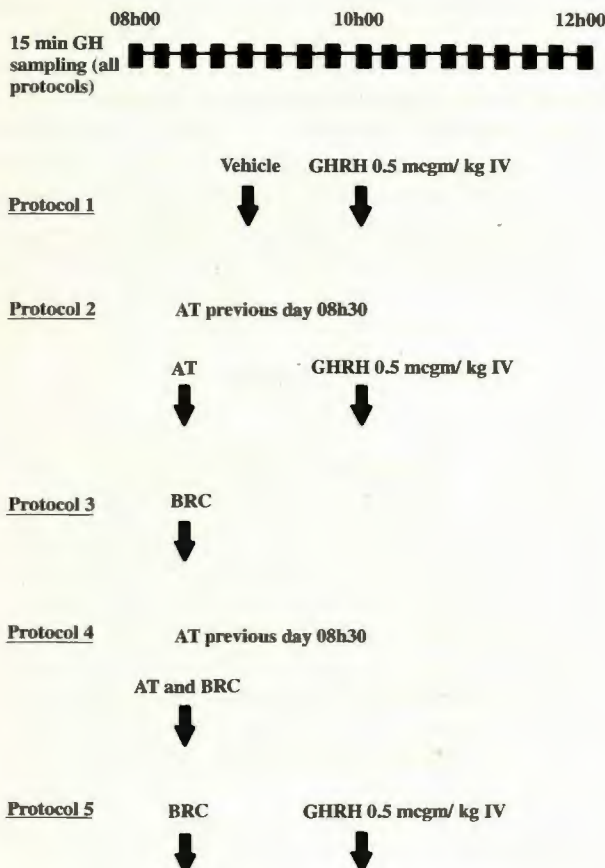 08h00 10h00 12h00
15 min GH
sampling (all
protocols)
Vehicle GHRH 0.5 mcgm/ kg IV
Protocol 1
Protocol 2 AT previous day 08h30
AT GHRH 0.5 mcgm/ kg IV
Protocol 3 BRC
Protocol 4 AT previous day 08h30
AT and BRC
Protocol 5 BRC GHRH 0.5 mcgm/ kg IV